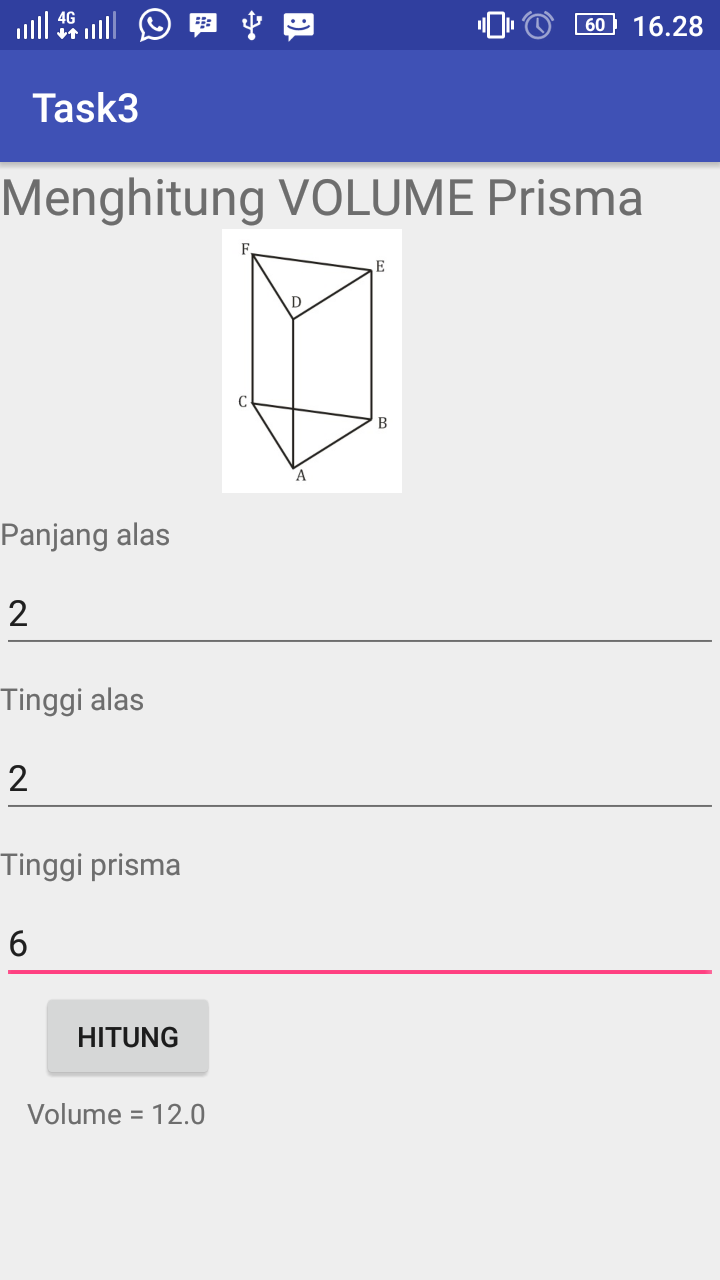 4G 60 16.28
Task3
Menghitung VOLUME Prisma
F
E
D
C
B
A
Panjang alas
2
Tinggi alas
2
Tinggi prisma
6
HITUNG
Volume = 12.0